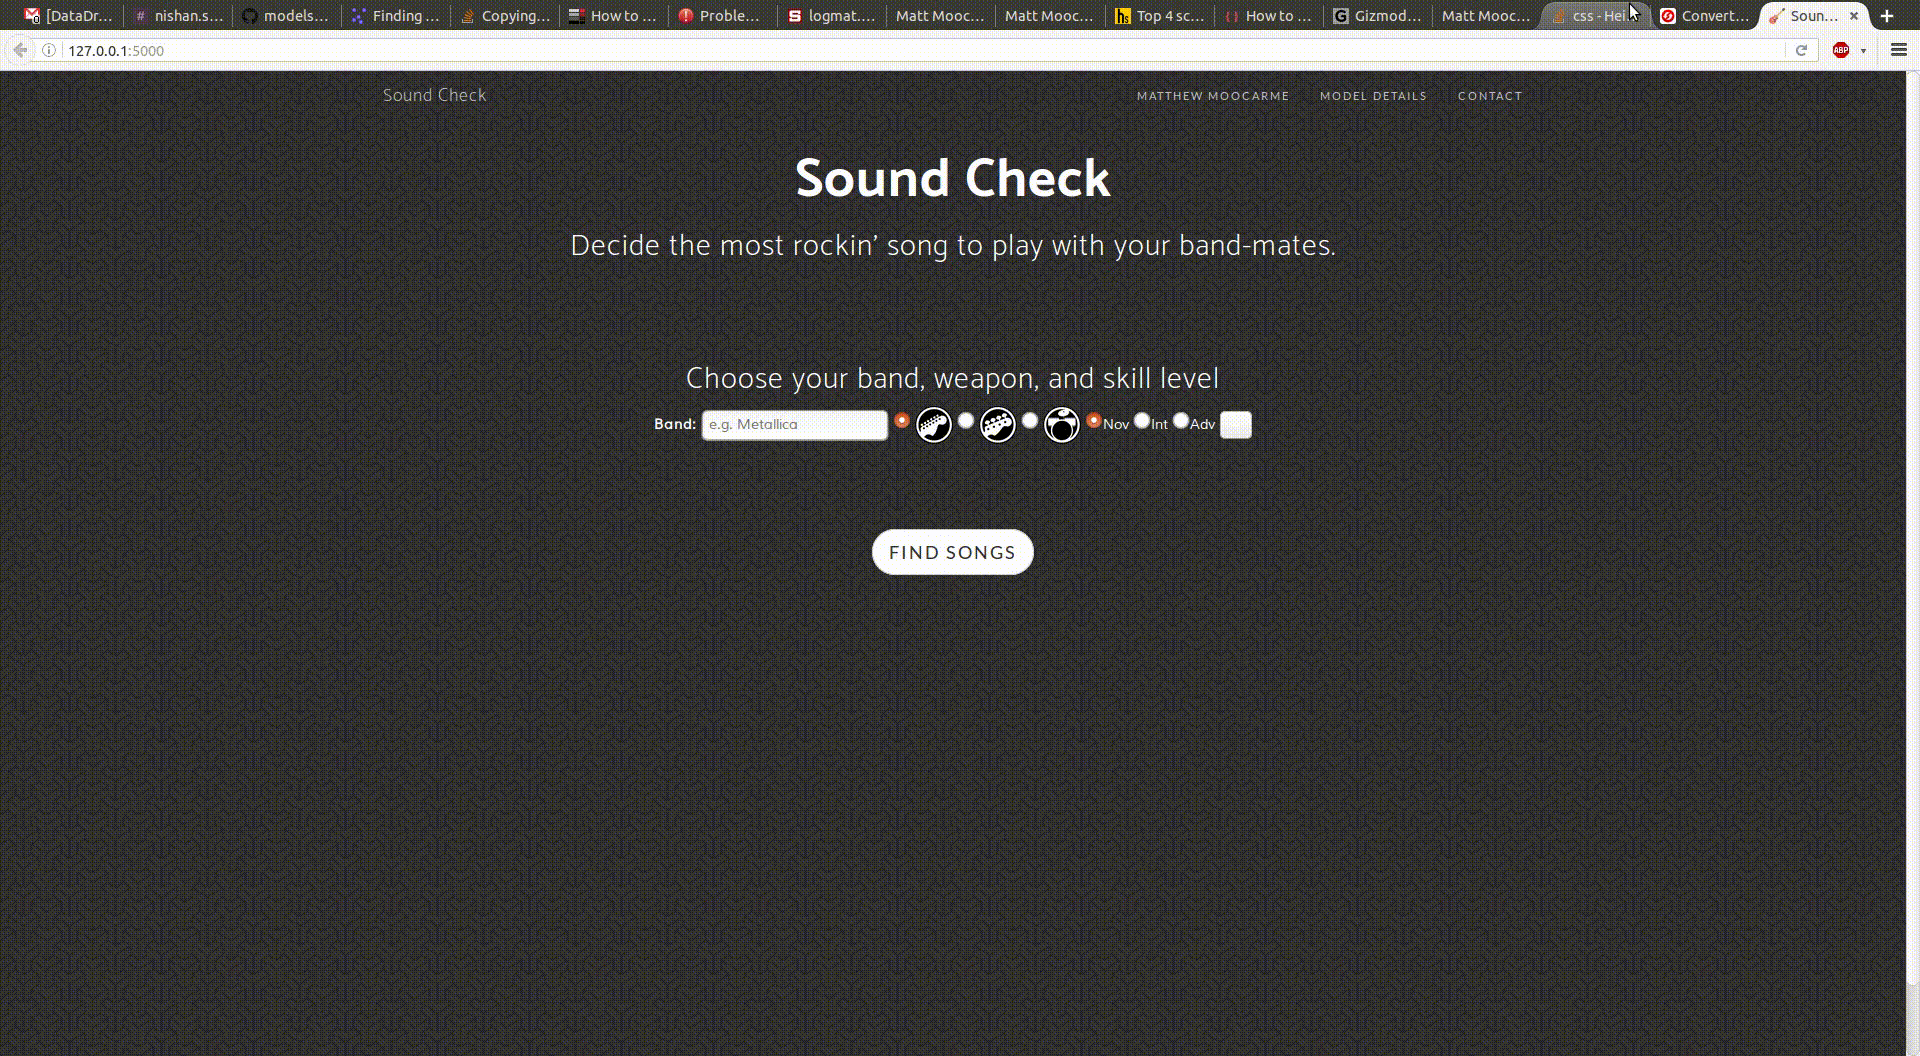 [DataDr... nishan.s... models... Finding ... Copying... How to ... Proble... logmat.... Matt Mooc... Matt Mooc... Top 4 sc... How to ... Gizmod... Matt Mooc... css - Hei Convert... Soun...
127.0.0.1:5000 ABP
Sound Check MATTHEW MOOCARME MODEL DETAILS CONTACT
Sound Check
Decide the most rockin' song to play with your band-mates.
Choose your band, weapon, and skill level
Band: e.g. Metallica Nov Int Adv
FIND SONGS